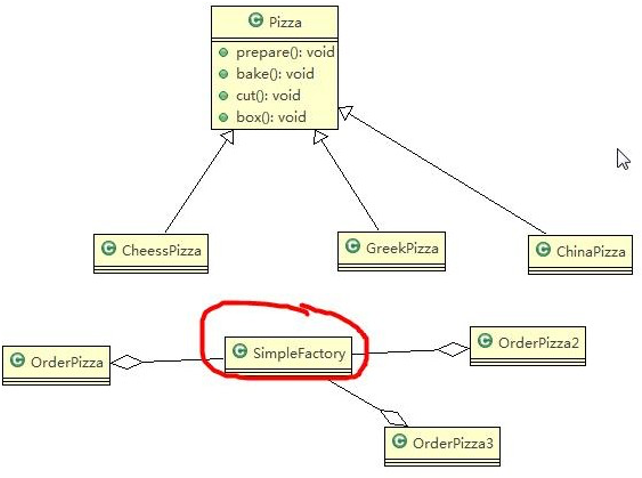 Pizza
prepare(): void
bake(): void
cut(): void
box(): void
CheessPizza
GreekPizza
ChinaPizza
OrderPizza
SimpleFactory
OrderPizza2
OrderPizza3